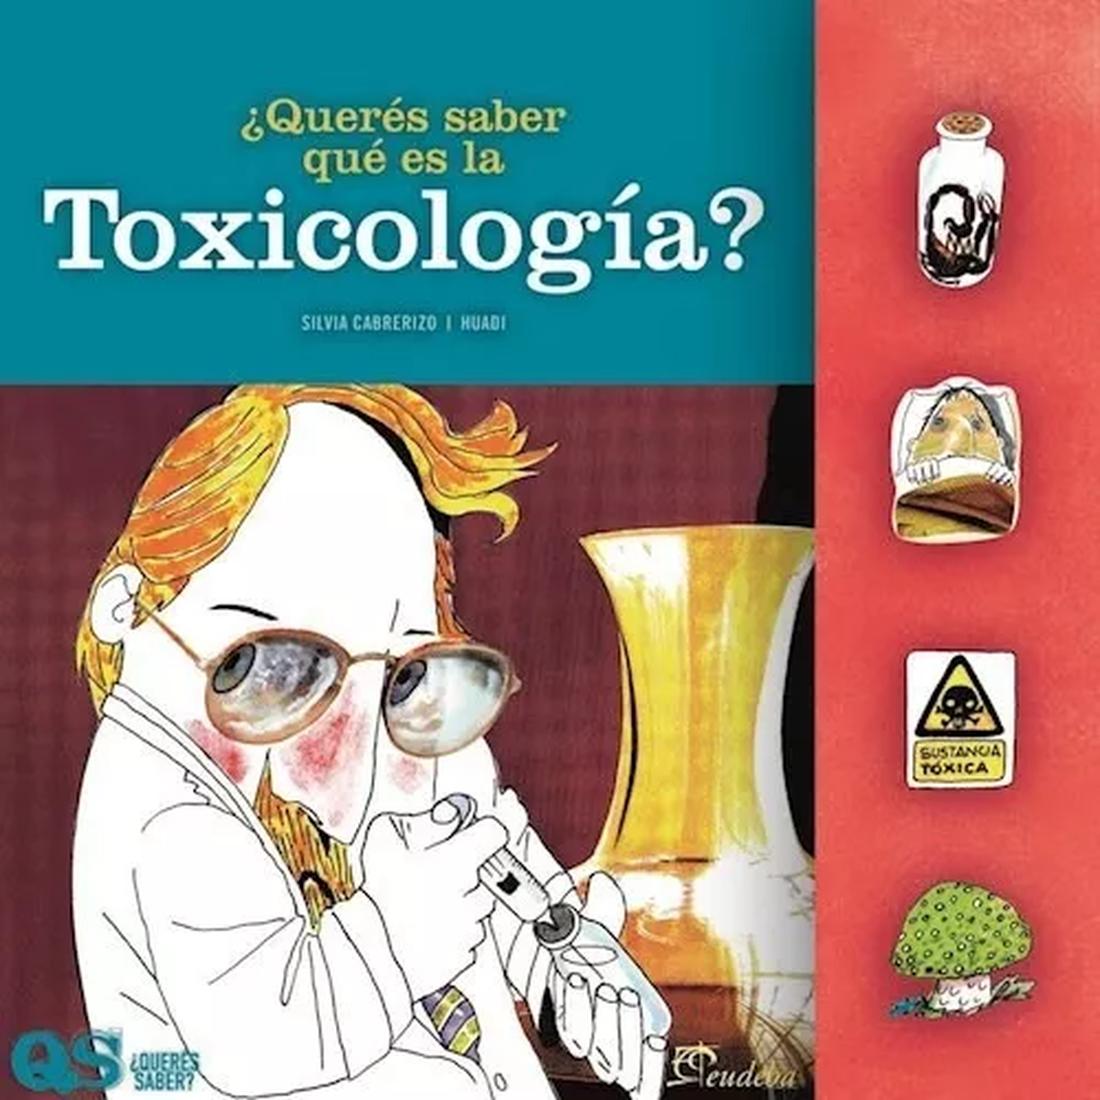 ¿Querés saber
qué es la
Toxicología?
SILVIA CABRERIZO | HUADI
SUSTANCIA
TÓXICA
QS ¿QUERÉS
SABER?
eudeba